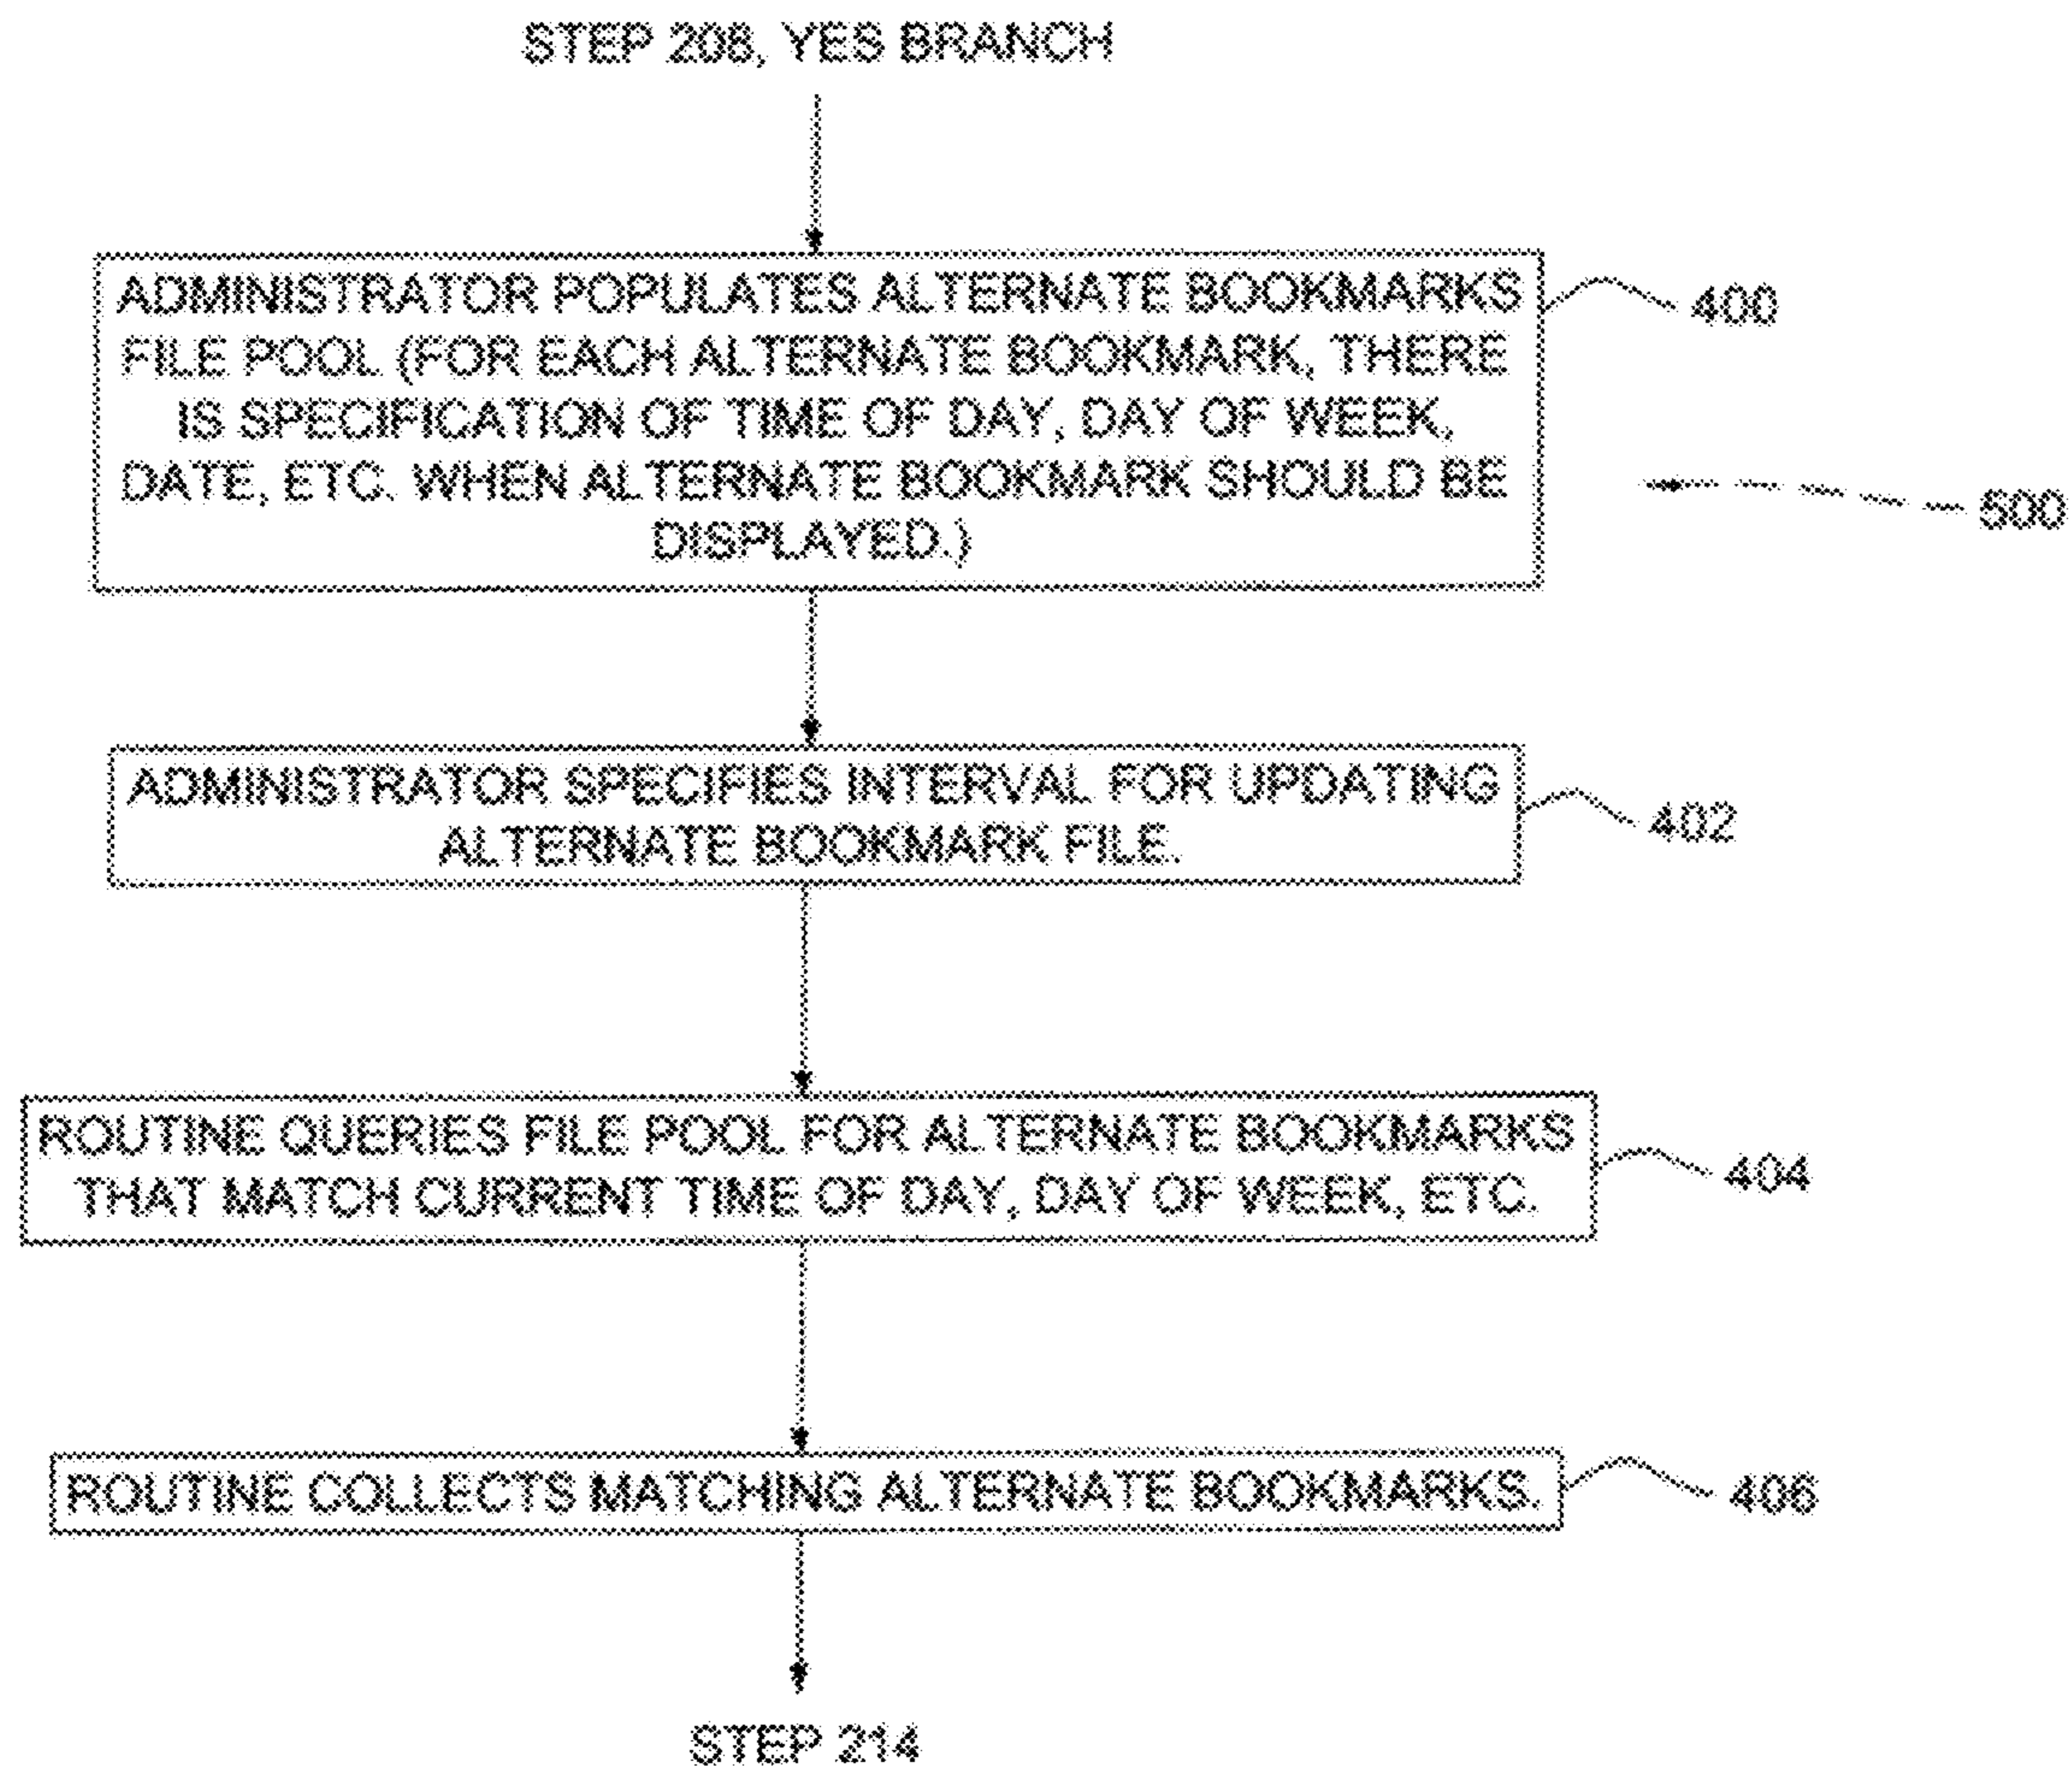 STEP 208, YES BRANCH
ADMINISTRATOR POPULATES ALTERNATE BOOKMARKS
FILE POOL (FOR EACH ALTERNATE BOOKMARK, THERE
IS SPECIFICATION OF TIME OF DAY, DAY OF WEEK,
DATE, ETC. WHEN ALTERNATE BOOKMARK SHOULD BE
DISPLAYED.)
400
500
ADMINISTRATOR SPECIFIES INTERVAL FOR UPDATING
ALTERNATE BOOKMARK FILE.
402
ROUTINE QUERIES FILE POOL FOR ALTERNATE BOOKMARKS
THAT MATCH CURRENT TIME OF DAY, DAY OF WEEK, ETC.
404
ROUTINE COLLECTS MATCHING ALTERNATE BOOKMARKS.
406
STEP 214